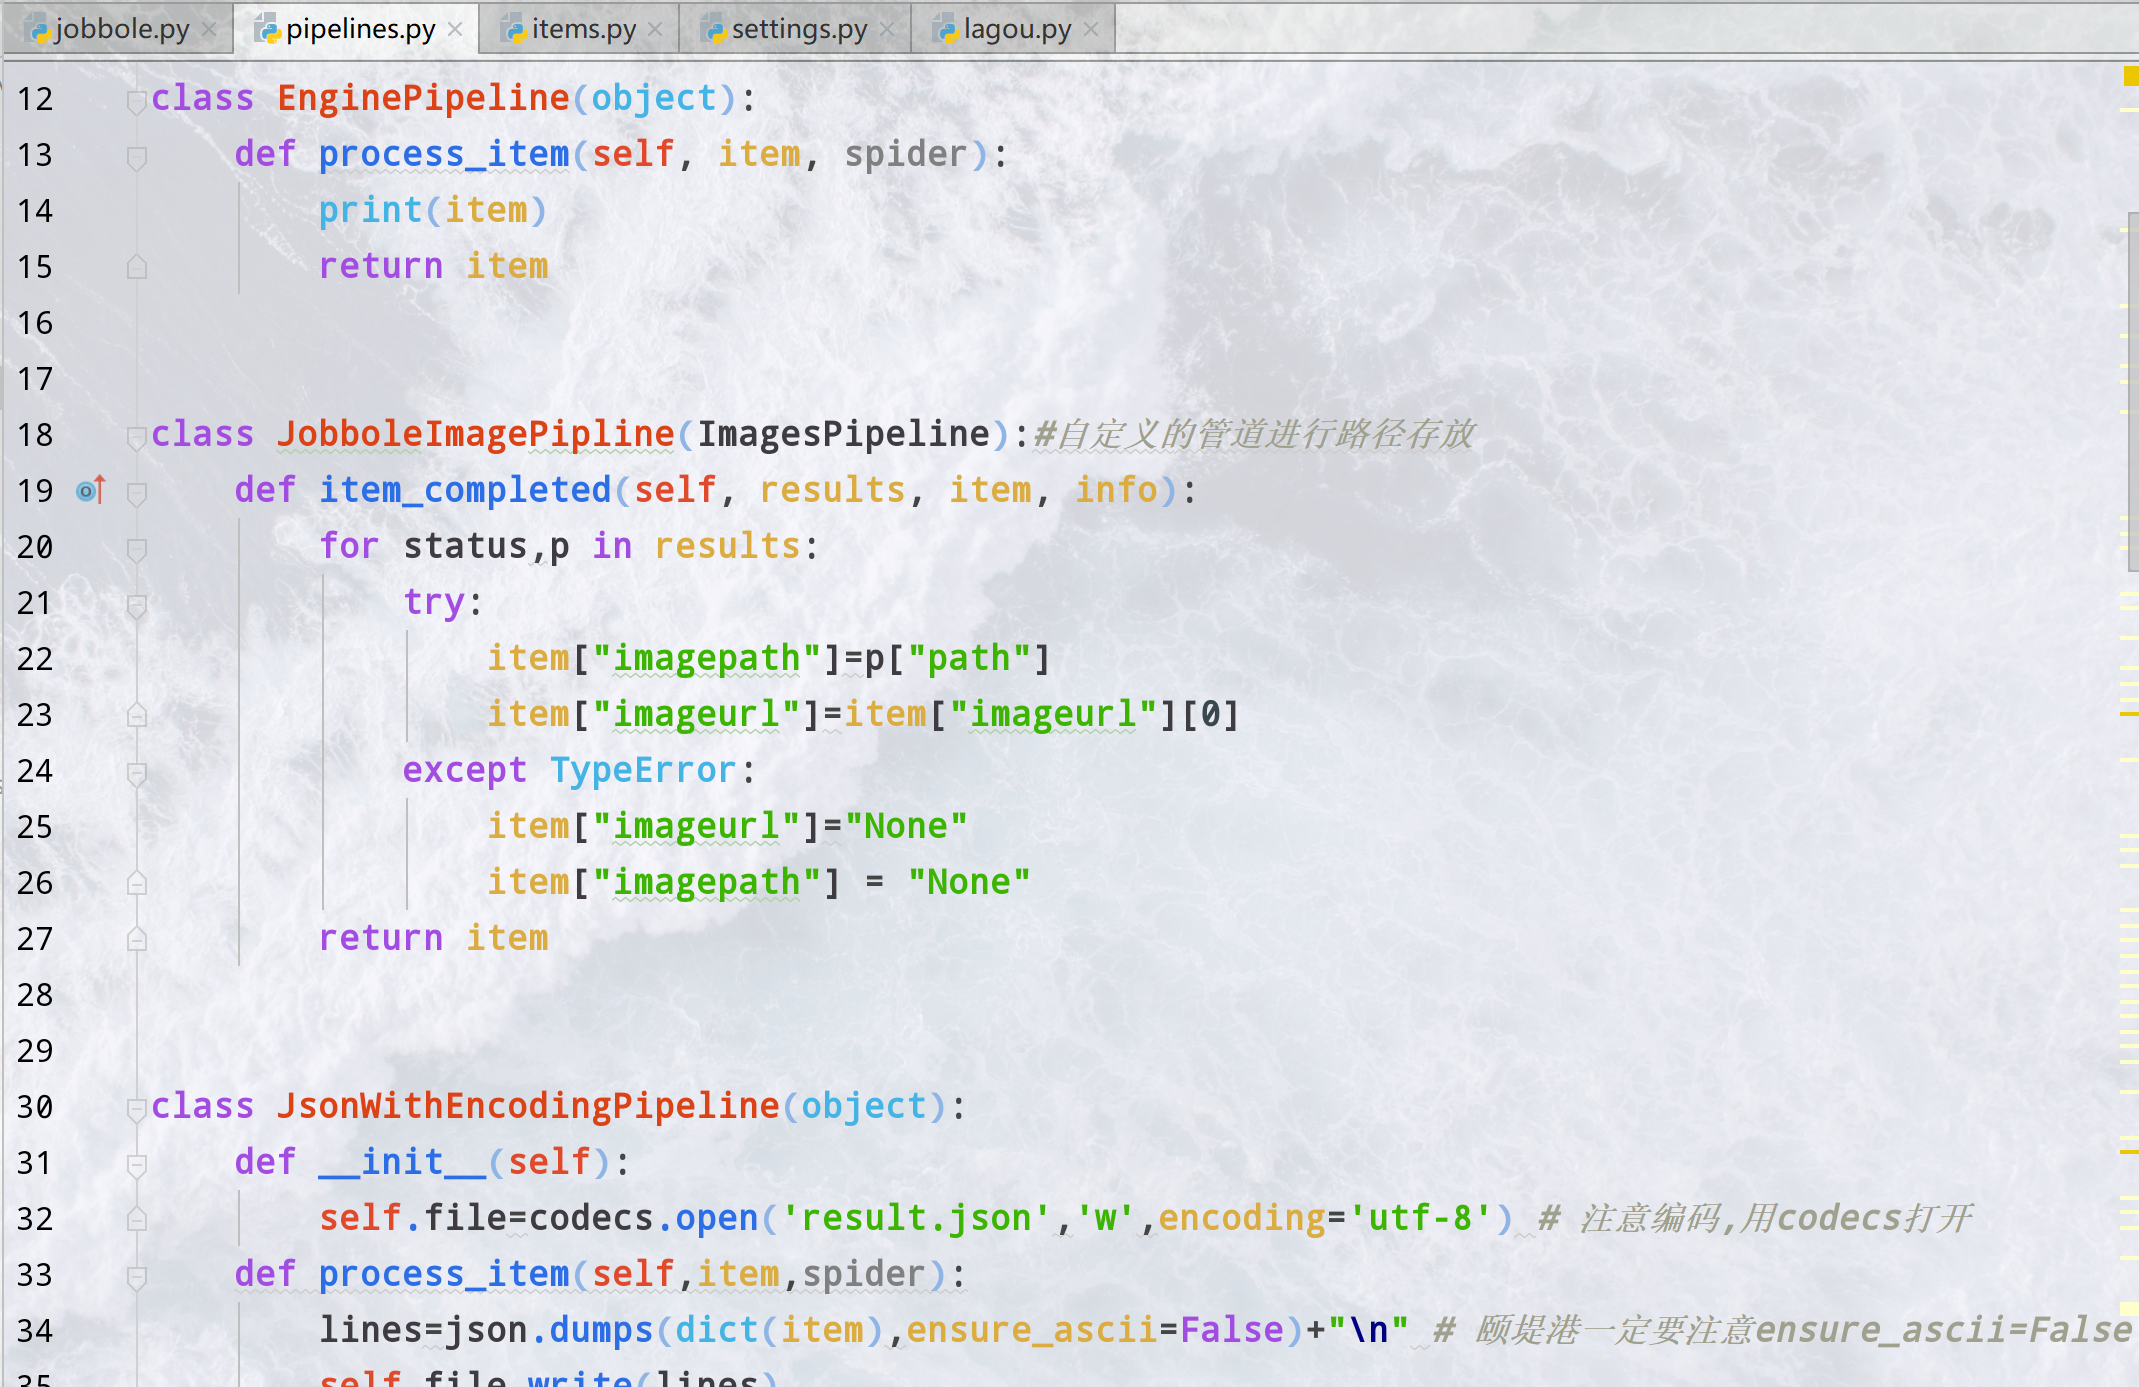 jobbole.py pipelines.py items.py settings.py lagou.py
12 class EnginePipeline(object):
13 def process_item(self, item, spider):
14 print(item)
15 return item
16
17
18 class JobboleImagePipline(ImagesPipeline):#自定义的管道进行路径存放
19 def item_completed(self, results, item, info):
20 for status,p in results:
21 try:
22 item["imagepath"]=p["path"]
23 item["imageurl"]=item["imageurl"][0]
24 except TypeError:
25 item["imageurl"]="None"
26 item["imagepath"] = "None"
27 return item
28
29
30 class JsonWithEncodingPipeline(object):
31 def __init__(self):
32 self.file=codecs.open('result.json','w',encoding='utf-8') # 注意编码,用codecs打开
33 def process_item(self,item,spider):
34 lines=json.dumps(dict(item),ensure_ascii=False)+"\n" # 颐堤港一定要注意ensure_ascii=False
35 self.file.write(lines)